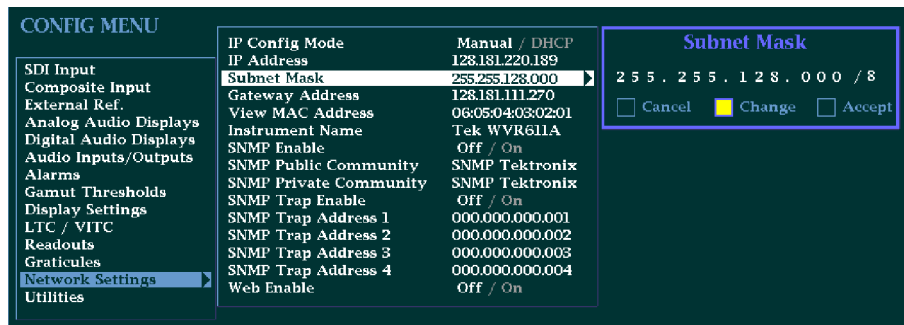 CONFIG MENU
SDI Input
Composite Input
External Ref.
Analog Audio Displays
Digital Audio Displays
Audio Inputs/Outputs
Alarms
Gamut Thresholds
Display Settings
LTC / VITC
Readouts
Graticules
Network Settings
Utilities
IP Config Mode Manual / DHCP
IP Address 128.181.220.189
Subnet Mask 255.255.128.000
Gateway Address 128.181.111.270
View MAC Address 06:05:04:03:02:01
Instrument Name Tek WVR611A
SNMP Enable Off / On
SNMP Public Community SNMP Tektronix
SNMP Private Community SNMP Tektronix
SNMP Trap Enable Off / On
SNMP Trap Address 1 000.000.000.001
SNMP Trap Address 2 000.000.000.002
SNMP Trap Address 3 000.000.000.003
SNMP Trap Address 4 000.000.000.004
Web Enable Off / On
Subnet Mask
255.255.128.000 /8
Cancel Change Accept